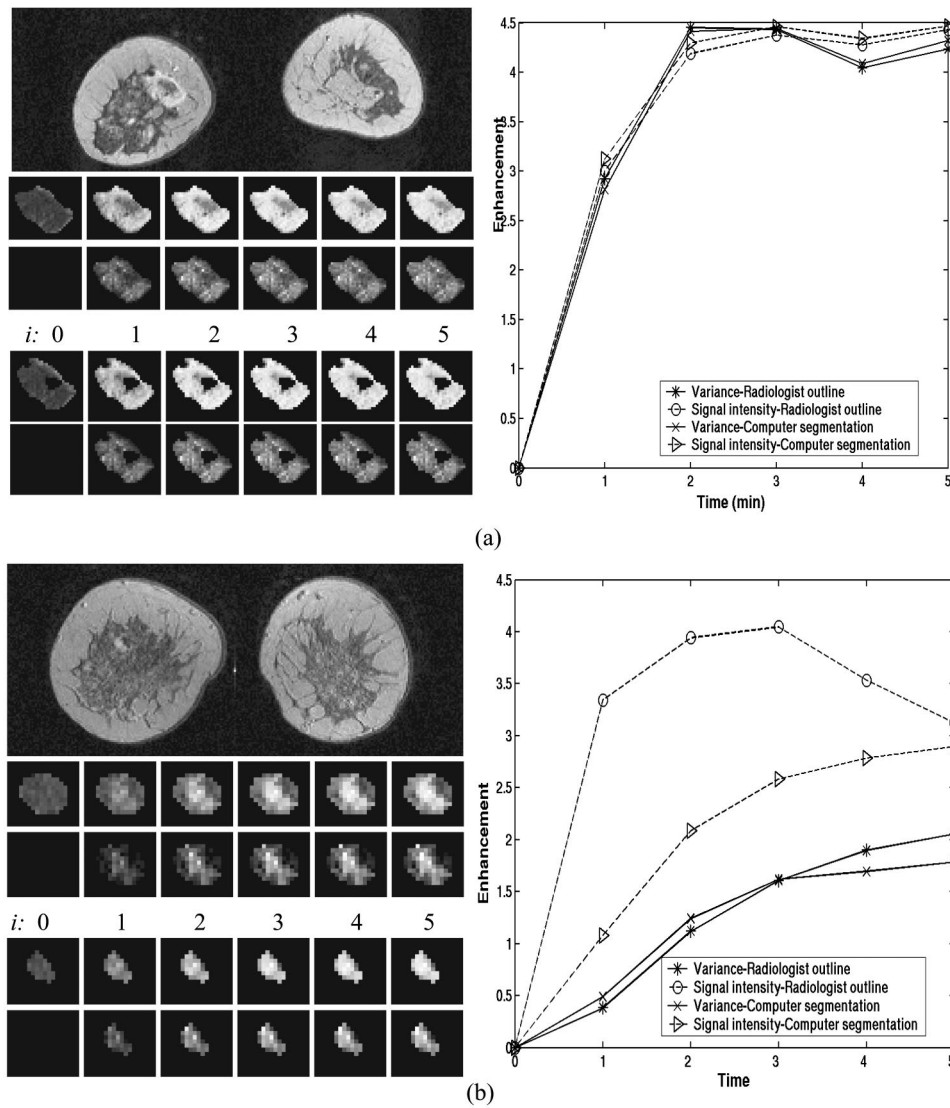 4.5
4
3.5
3
2.5
2
1.5
1
0.5
0
Enhancement
0 1 2 3 4 5
Time (min)
Variance-Radiologist outline
Signal intensity-Radiologist outline
Variance-Computer segmentation
Signal intensity-Computer segmentation
i: 0 1 2 3 4 5
(a)
4.5
4
3.5
3
2.5
2
1.5
1
0.5
0
Enhancement
0 1 2 3 4 5
Time
Variance-Radiologist outline
Signal intensity-Radiologist outline
Variance-Computer segmentation
Signal intensity-Computer segmentation
i: 0 1 2 3 4 5
(b)